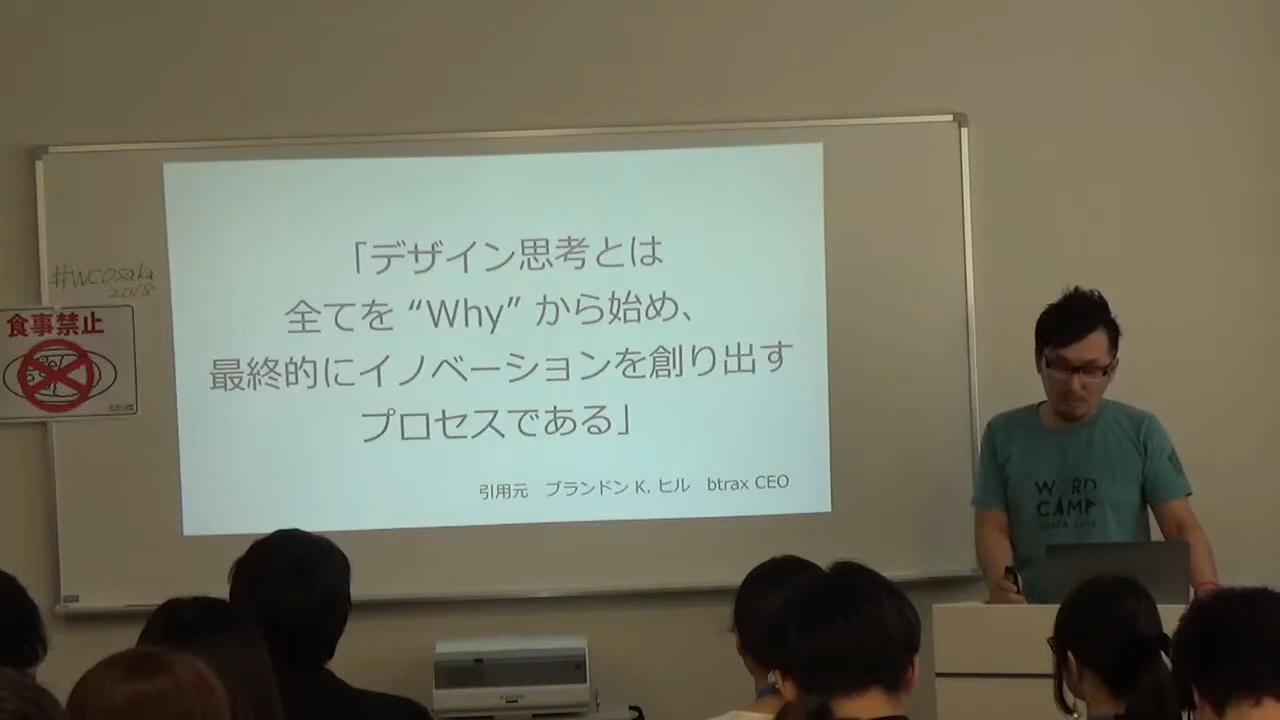 「デザイン思考とは
全てを “Why” から始め、
最終的にイノベーションを創り出す
プロセスである」
引用元　ブランドン K. ヒル　btrax CEO
#wcosaka
2018
食事禁止
WORD
CAMP
OSAKA 2018